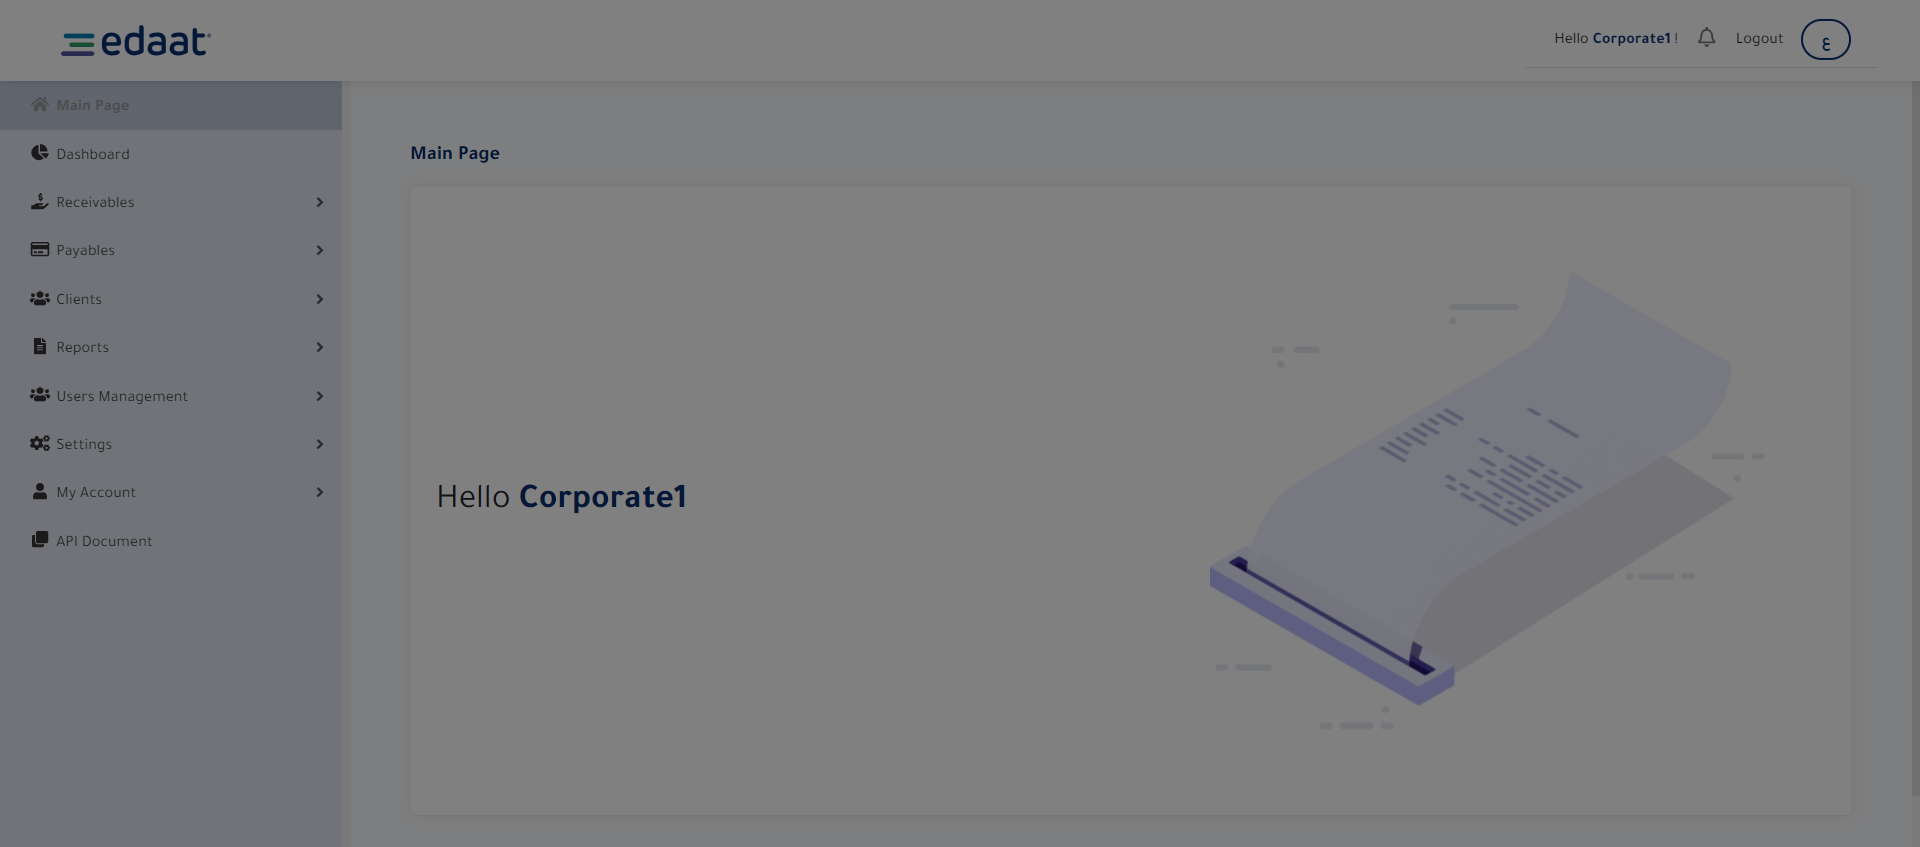 edaat
Hello Corporate1 !
Logout
ع
Main Page
Dashboard
Receivables
Payables
Clients
Reports
Users Management
Settings
My Account
API Document
Main Page
Hello Corporate1